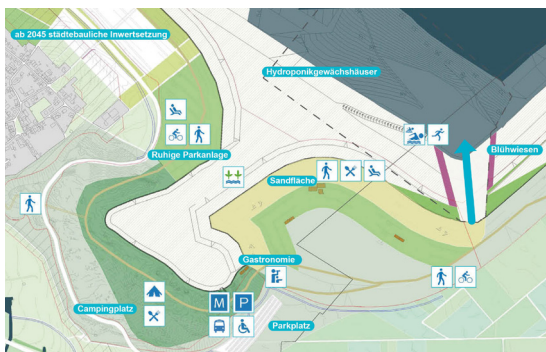 ab 2045 städtebauliche Inwertsetzung
Hydroponikgewächshäuser
Blühwiesen
Ruhige Parkanlage
Sandfläche
Gastronomie
Campingplatz
M
P
Parkplatz